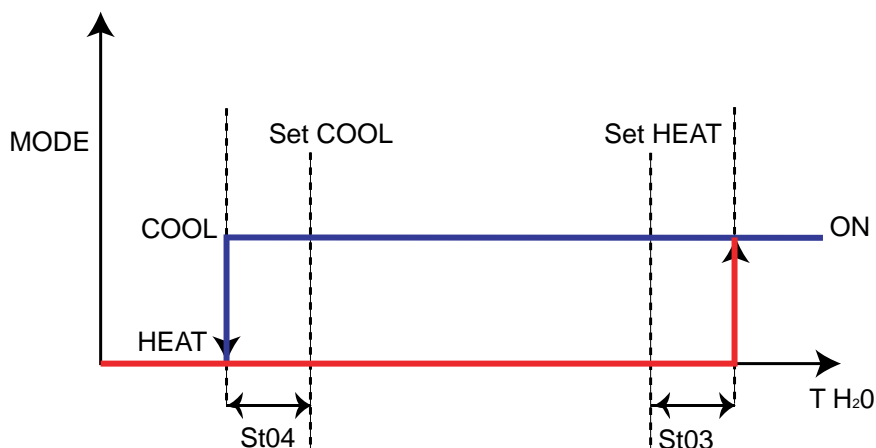 Set COOL
Set HEAT
MODE
COOL
ON
HEAT
T H₂0
St04
St03